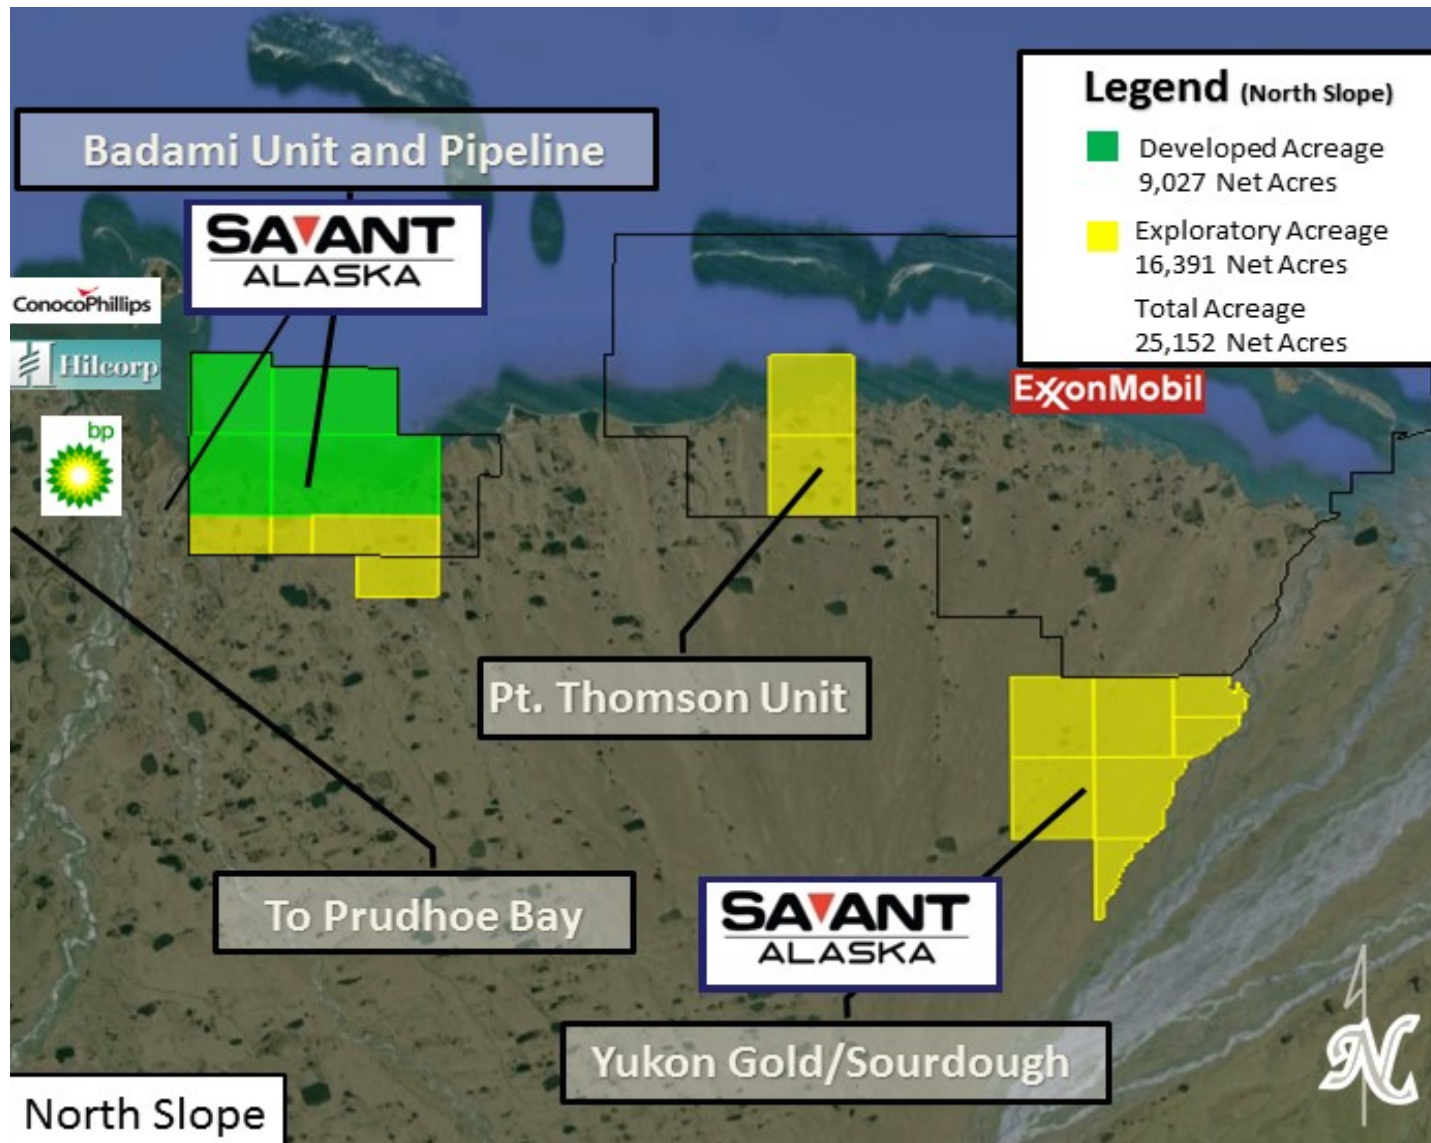 Badami Unit and Pipeline
SAVANT
ALASKA
Legend (North Slope)
Developed Acreage
9,027 Net Acres
Exploratory Acreage
16,391 Net Acres
Total Acreage
25,152 Net Acres
ConocoPhillips
Hilcorp
bp
ExxonMobil
Pt. Thomson Unit
To Prudhoe Bay
SAVANT
ALASKA
Yukon Gold/Sourdough
North Slope
N